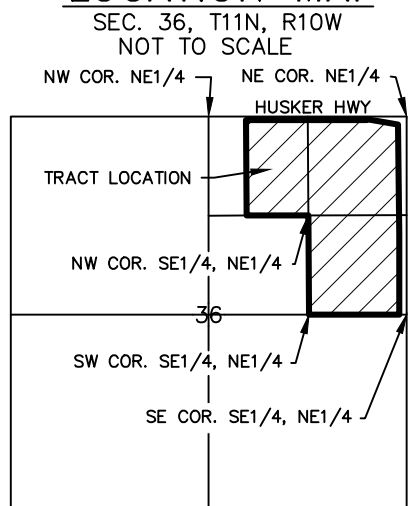 LOCATION MAP
SEC. 36, T11N, R10W
NOT TO SCALE
NW COR. NE1/4
NE COR. NE1/4
HUSKER HWY
TRACT LOCATION
NW COR. SE1/4, NE1/4
36
SW COR. SE1/4, NE1/4
SE COR. SE1/4, NE1/4